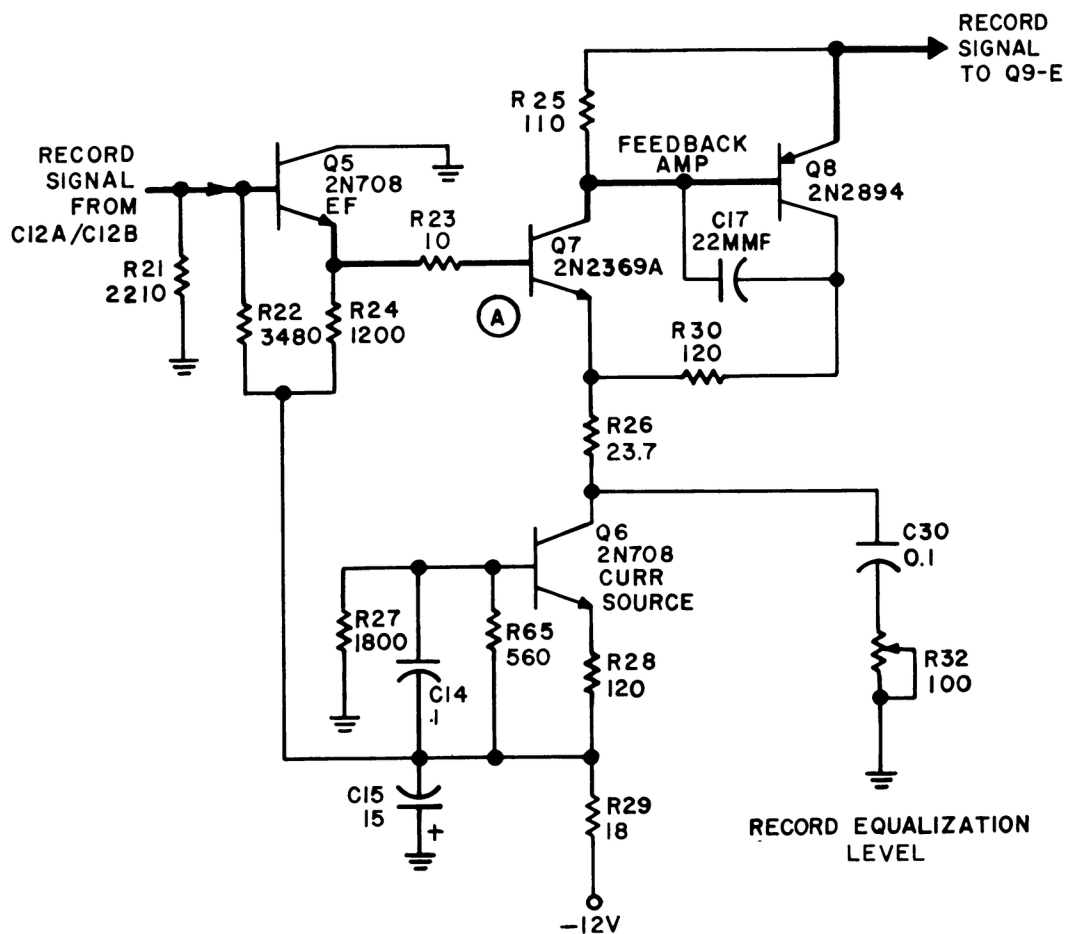 RECORD
SIGNAL
TO Q9-E
R25
110
FEEDBACK
AMP
Q8
2N2894
RECORD
SIGNAL
FROM
C12A/C12B
Q5
2N708
EF
R23
10
Q7
2N2369A
C17
22MMF
R21
2210
R22
3480
R24
1200
A
R30
120
R26
23.7
Q6
2N708
CURR
SOURCE
C30
0.1
R27
1800
R65
560
R28
120
R32
100
C14
.1
C15
15
+
R29
18
RECORD EQUALIZATION
LEVEL
-12V